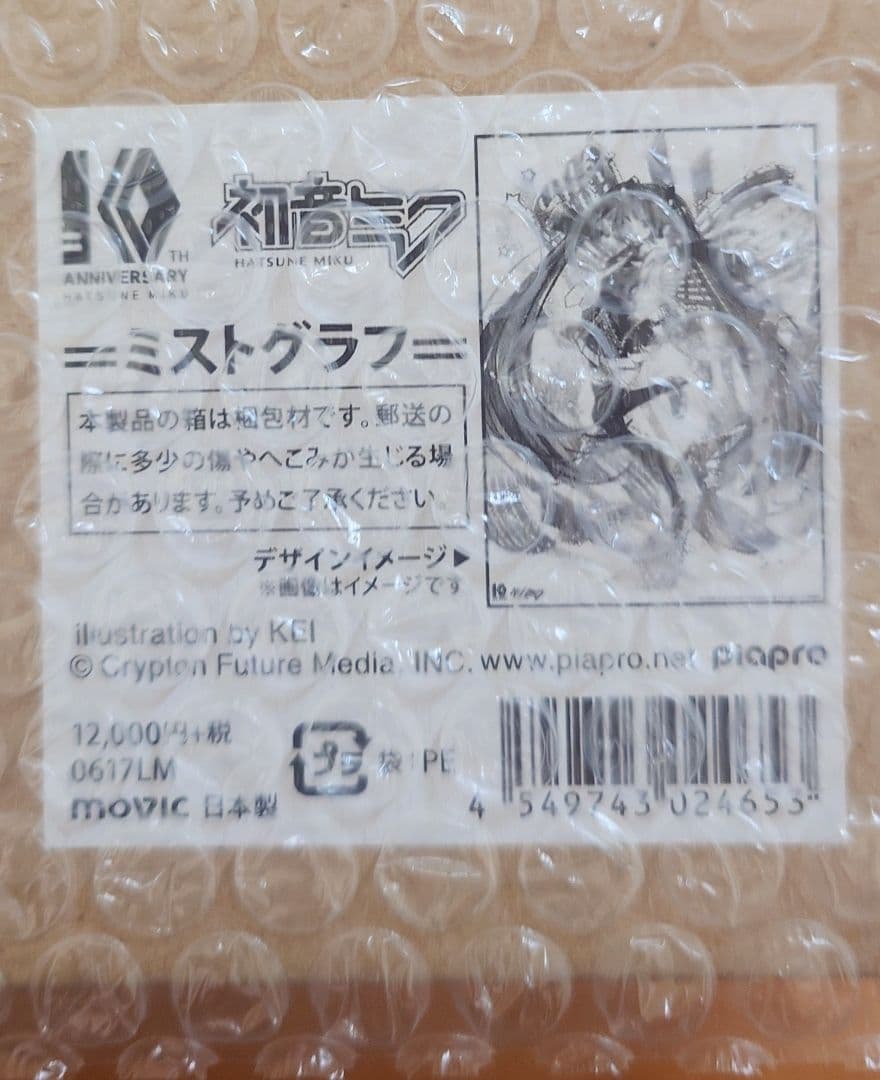 10TH
ANNIVERSARY
HATSUNE MIKU
初音ミク
HATSUNE MIKU
=ミストグラフ=
本製品の箱は梱包材です。郵送の
際に多少の傷やへこみが生じる場
合があります。予めご了承ください。
デザインイメージ▶
※画像はイメージです
illustration by KEI
© Crypton Future Media, INC. www.piapro.net piapro
12,000円+税
0617LM
movic 日本製
プラ 袋:PE
4 549743 024653